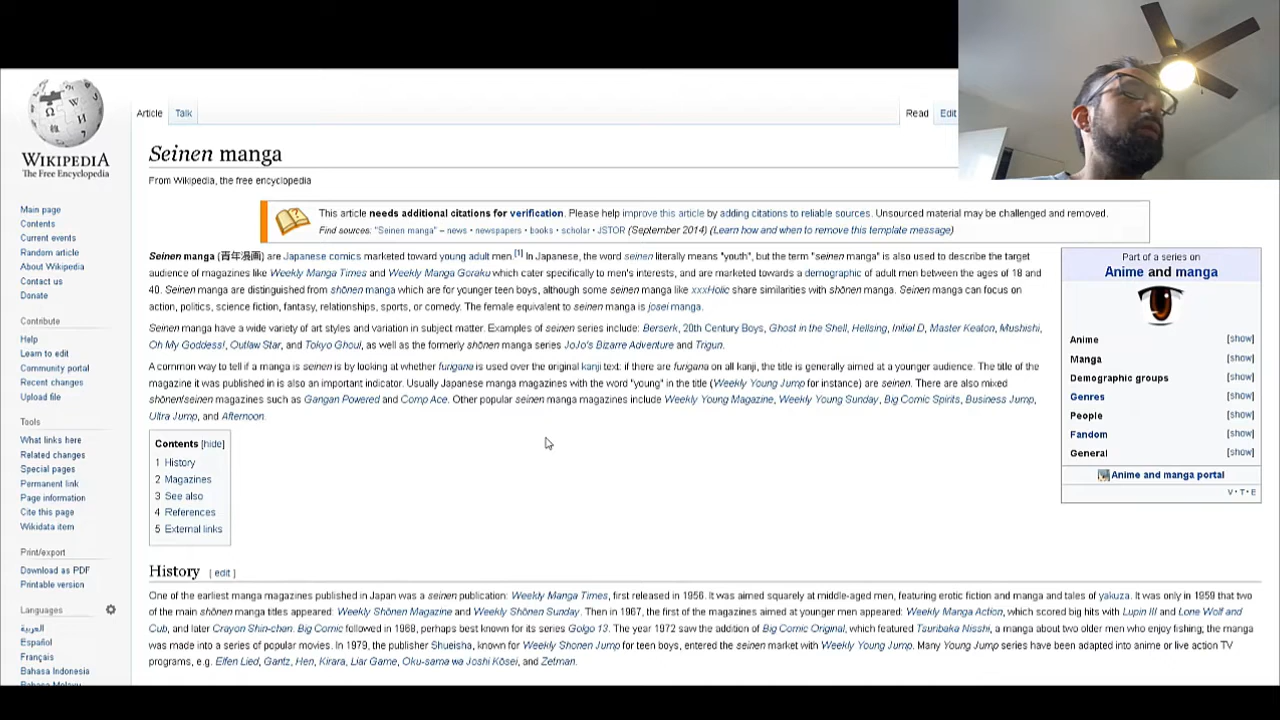 WIKIPEDIA
The Free Encyclopedia
Main page
Contents
Current events
Random article
About Wikipedia
Contact us
Donate
Contribute
Help
Learn to edit
Community portal
Recent changes
Upload file
Tools
What links here
Related changes
Special pages
Permanent link
Page information
Cite this page
Wikidata item
Print/export
Download as PDF
Printable version
Languages
العربية
Español
Français
Bahasa Indonesia
Article Talk
Read Edit
Seinen manga
From Wikipedia, the free encyclopedia
This article needs additional citations for verification. Please help improve this article by adding citations to reliable sources. Unsourced material may be challenged and removed.
Find sources: "Seinen manga" – news • newspapers • books • scholar • JSTOR (September 2014) (Learn how and when to remove this template message)
Seinen manga (青年漫画) are Japanese comics marketed toward young adult men.[1] In Japanese, the word seinen literally means "youth", but the term "seinen manga" is also used to describe the target
audience of magazines like Weekly Manga Times and Weekly Manga Goraku which cater specifically to men's interests, and are marketed towards a demographic of adult men between the ages of 18 and
40. Seinen manga are distinguished from shōnen manga which are for younger teen boys, although some seinen manga like xxxHolic share similarities with shōnen manga. Seinen manga can focus on
action, politics, science fiction, fantasy, relationships, sports, or comedy. The female equivalent to seinen manga is josei manga.
Seinen manga have a wide variety of art styles and variation in subject matter. Examples of seinen series include: Berserk, 20th Century Boys, Ghost in the Shell, Hellsing, Initial D, Master Keaton, Mushishi,
Oh My Goddess!, Outlaw Star, and Tokyo Ghoul, as well as the formerly shōnen manga series JoJo's Bizarre Adventure and Trigun.
A common way to tell if a manga is seinen is by looking at whether furigana is used over the original kanji text: if there are furigana on all kanji, the title is generally aimed at a younger audience. The title of the
magazine it was published in is also an important indicator. Usually Japanese manga magazines with the word "young" in the title (Weekly Young Jump for instance) are seinen. There are also mixed
shōnen/seinen magazines such as Gangan Powered and Comp Ace. Other popular seinen manga magazines include Weekly Young Magazine, Weekly Young Sunday, Big Comic Spirits, Business Jump,
Ultra Jump, and Afternoon.
Contents [hide]
1 History
2 Magazines
3 See also
4 References
5 External links
History [ edit ]
One of the earliest manga magazines published in Japan was a seinen publication: Weekly Manga Times, first released in 1956. It was aimed squarely at middle-aged men, featuring erotic fiction and manga and tales of yakuza. It was only in 1959 that two
of the main shōnen manga titles appeared: Weekly Shōnen Magazine and Weekly Shōnen Sunday. Then in 1967, the first of the magazines aimed at younger men appeared: Weekly Manga Action, which scored big hits with Lupin III and Lone Wolf and
Cub, and later Crayon Shin-chan. Big Comic followed in 1968, perhaps best known for its series Golgo 13. The year 1972 saw the addition of Big Comic Original, which featured Tsuribaka Nisshi, a manga about two older men who enjoy fishing; the manga
was made into a series of popular movies. In 1979, the publisher Shueisha, known for Weekly Shonen Jump for teen boys, entered the seinen market with Weekly Young Jump. Many Young Jump series have been adapted into anime or live action TV
programs, e.g. Elfen Lied, Gantz, Hen, Kirara, Liar Game, Oku-sama wa Joshi Kōsei, and Zetman.
Part of a series on
Anime and manga
Anime [show]
Manga [show]
Demographic groups [show]
Genres [show]
People [show]
Fandom [show]
General [show]
Anime and manga portal
V • T • E